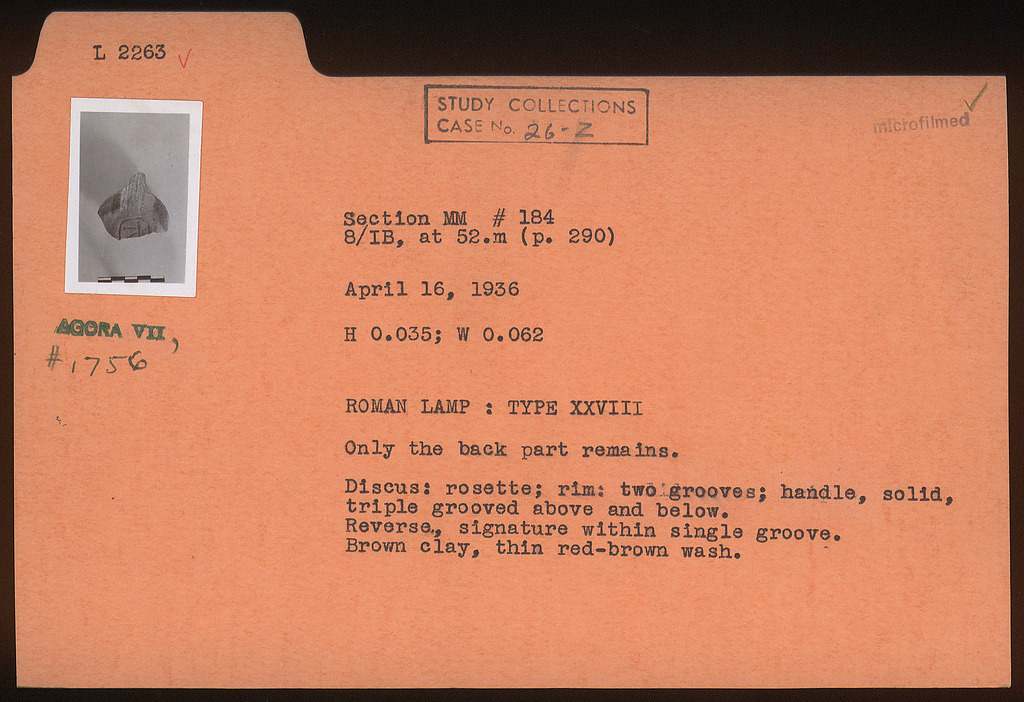 L 2263
STUDY COLLECTIONS
CASE No. 26-Z
microfilmed
Section MM # 184
8/IB, at 52.m (p. 290)
April 16, 1936
AGORA VII,
#1756
H 0.035; W 0.062
ROMAN LAMP : TYPE XXVIII
Only the back part remains.
Discus: rosette; rim: two grooves; handle, solid,
triple grooved above and below.
Reverse., signature within single groove.
Brown clay, thin red-brown wash.